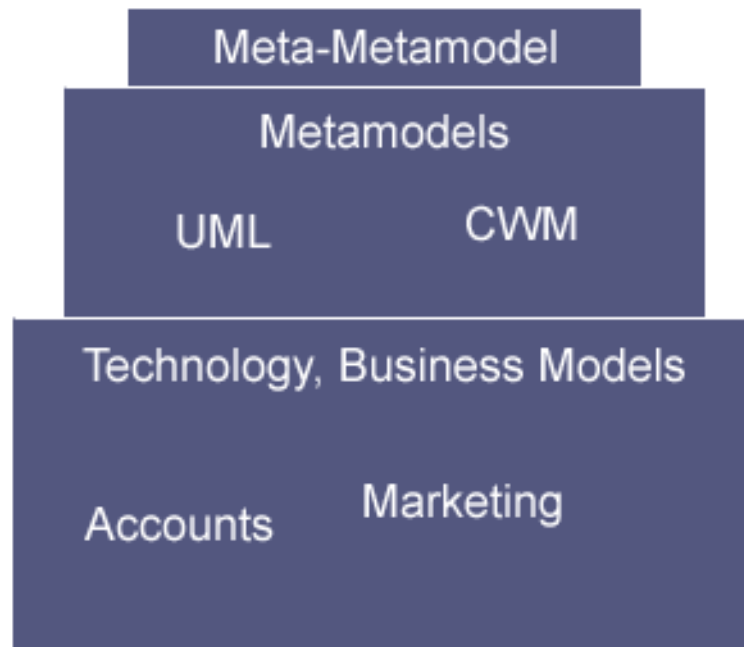 Meta-Metamodel
Metamodels
UML
CWM
Technology, Business Models
Accounts
Marketing